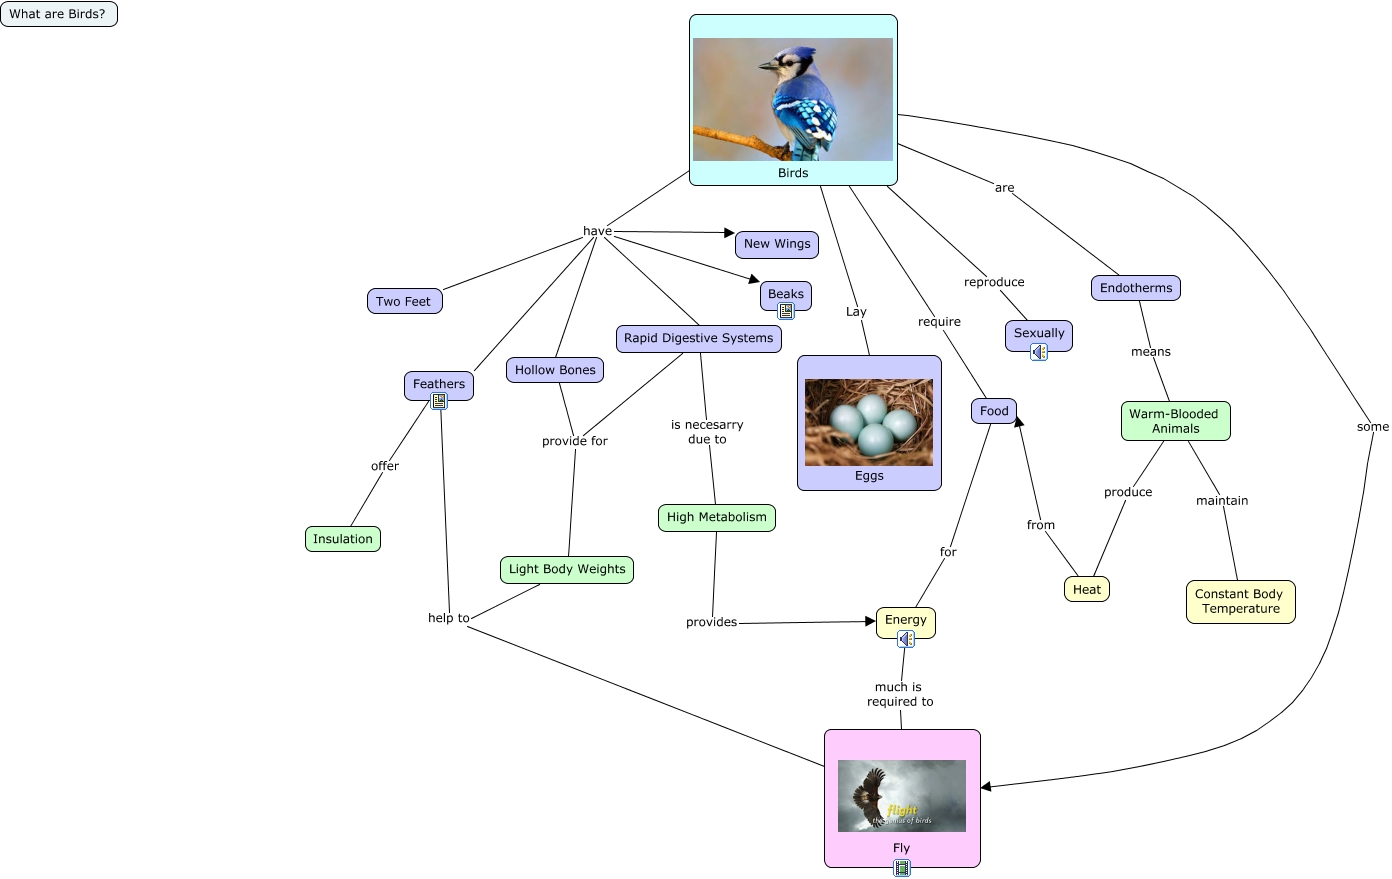 What are Birds?
Birds
are
have
New Wings
Two Feet
Beaks
reproduce
Endotherms
Lay
require
Sexually
Rapid Digestive Systems
means
Hollow Bones
Feathers
Food
Warm-Blooded
Animals
some
is necesarry
due to
provide for
offer
Eggs
produce
maintain
High Metabolism
from
Insulation
for
Light Body Weights
Heat
Constant Body
Temperature
help to
provides
Energy
much is
required to
flight
the genius of birds
Fly